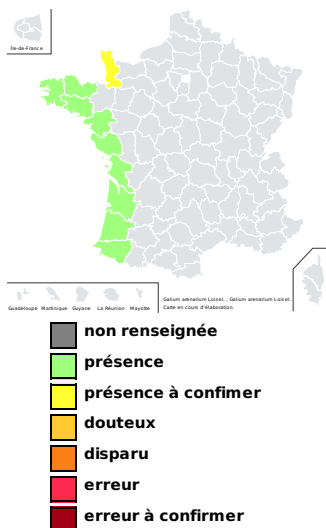 Île-de-France
Guadeloupe Martinique Guyane La Réunion Mayotte
Galium arenarium Loisel. , Galium arenarium Loisel.
Carte en cours d'élaboration.
non renseignée
présence
présence à confimer
douteux
disparu
erreur
erreur à confirmer